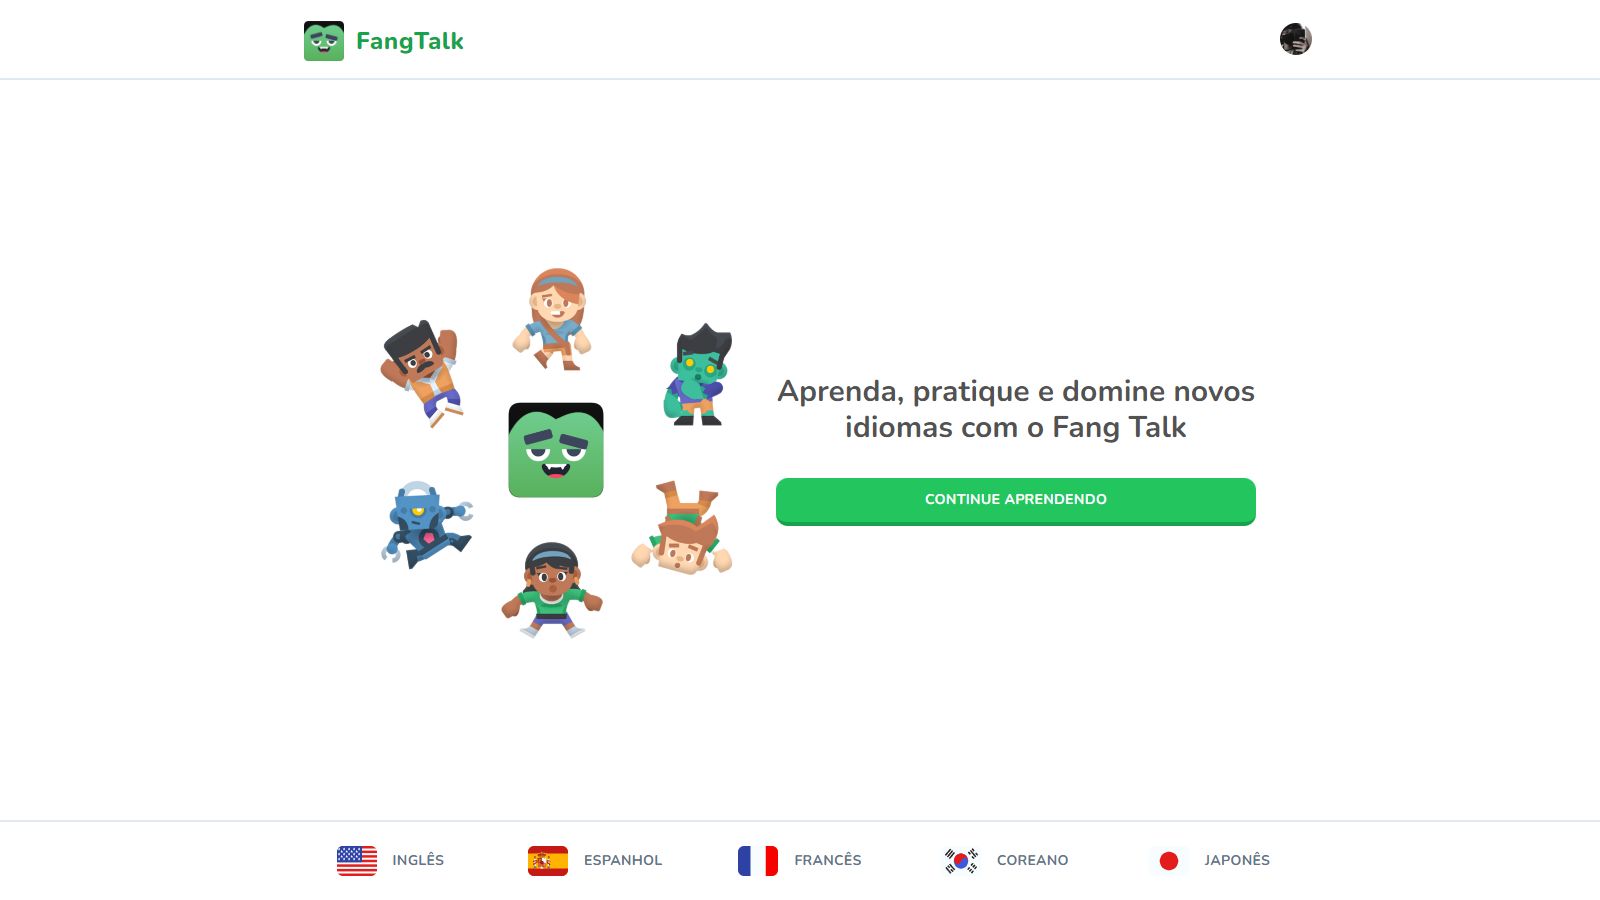 FangTalk
Aprenda, pratique e domine novos
idiomas com o Fang Talk
CONTINUE APRENDENDO
INGLÊS
ESPANHOL
FRANCÊS
COREANO
JAPONÊS